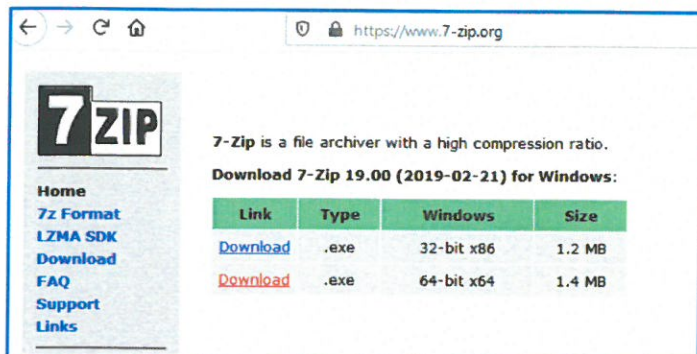 https://www.7-zip.org
7 ZIP
7-Zip is a file archiver with a high compression ratio.
Download 7-Zip 19.00 (2019-02-21) for Windows:
Link Type Windows Size
Download .exe 32-bit x86 1.2 MB
Download .exe 64-bit x64 1.4 MB
Home
7z Format
LZMA SDK
Download
FAQ
Support
Links